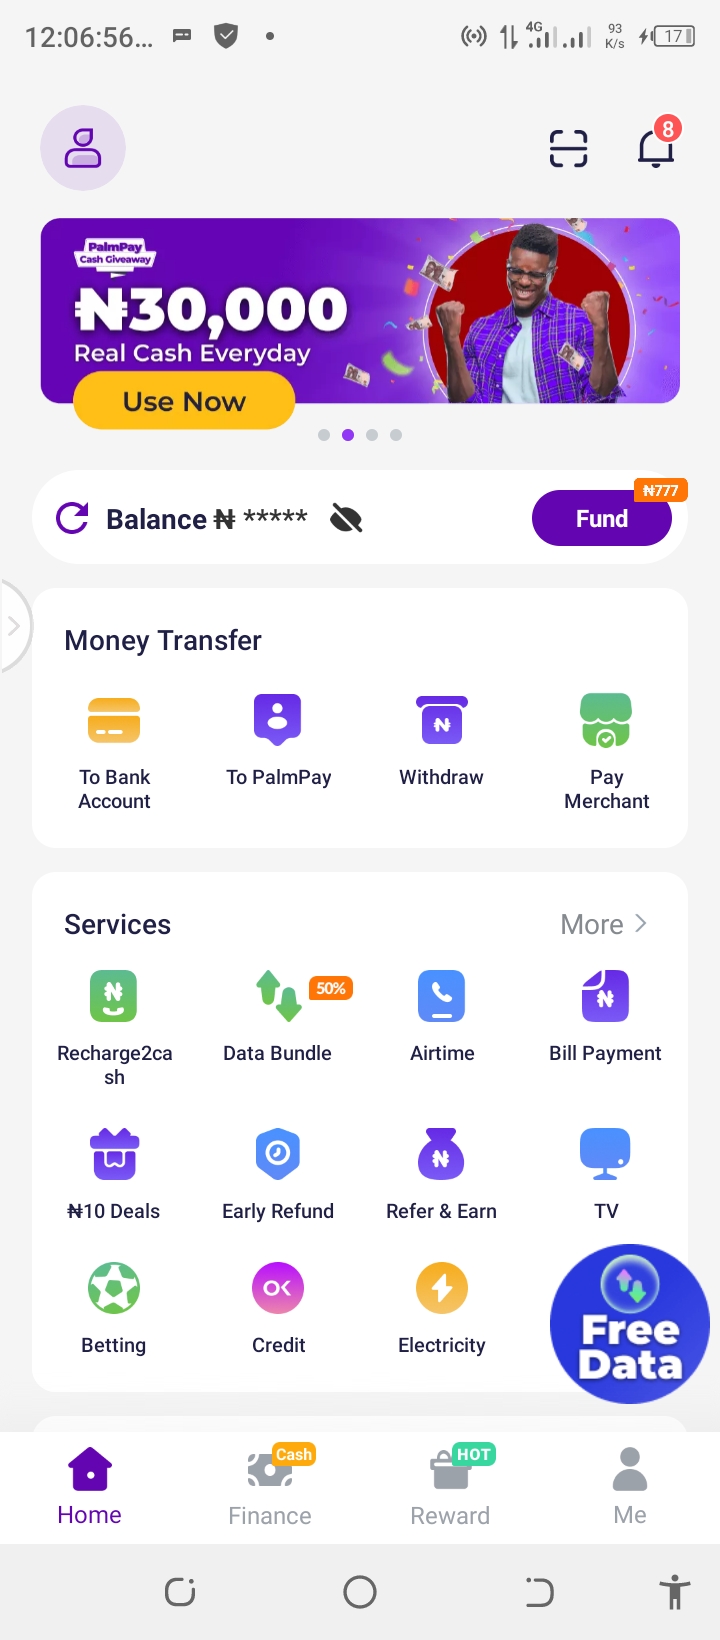 12:06:56...
4G
93
K/s
17
8
PalmPay
Cash Giveaway
₦30,000
Real Cash Everyday
Use Now
Balance ₦ *****
₦777
Fund
Money Transfer
To Bank
Account
To PalmPay
Withdraw
Pay
Merchant
Services
More
50%
Recharge2ca
sh
Data Bundle
Airtime
Bill Payment
₦10 Deals
Early Refund
Refer & Earn
TV
Betting
Credit
Electricity
Free
Data
Cash
HOT
Home
Finance
Reward
Me